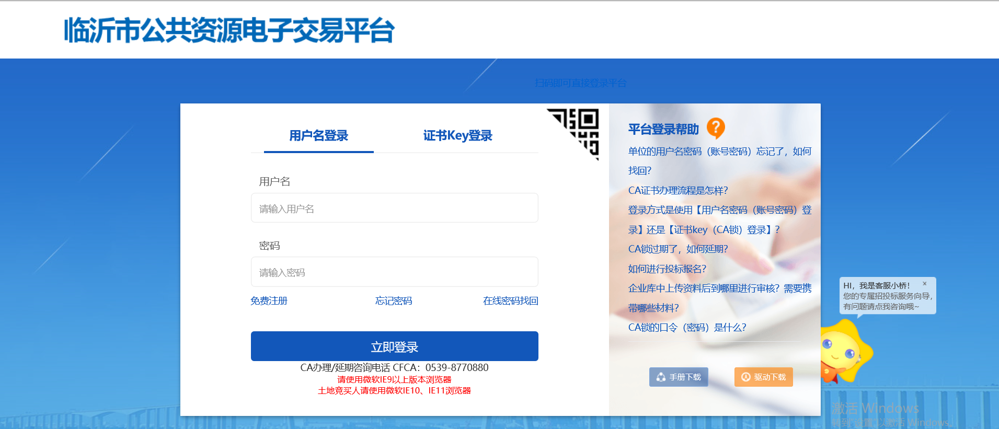 临沂市公共资源电子交易平台
扫码即可直接登录平台
用户名登录
证书Key登录
用户名
请输入用户名
密码
请输入密码
免费注册
忘记密码
在线密码找回
立即登录
CA办理/延期咨询电话 CFCA：0539-8770880
请使用微软IE9以上版本浏览器
土地竞买人请使用微软IE10、IE11浏览器
平台登录帮助
单位的用户名密码（账号密码）忘记了，如何
找回？
CA证书办理流程是怎样？
登录方式是使用【用户名密码（账号密码）登
录】还是【证书key（CA锁）登录】？
CA锁过期了，如何延期？
如何进行投标报名？
企业库中上传资料后到哪里进行审核？需要携
带哪些材料？
CA锁的口令（密码）是什么？
手册下载
驱动下载
HI，我是客服小桥！
您的专属招投标服务向导，
有问题请点我咨询哦~
激活 Windows
转到"设置"以激活 Windows。